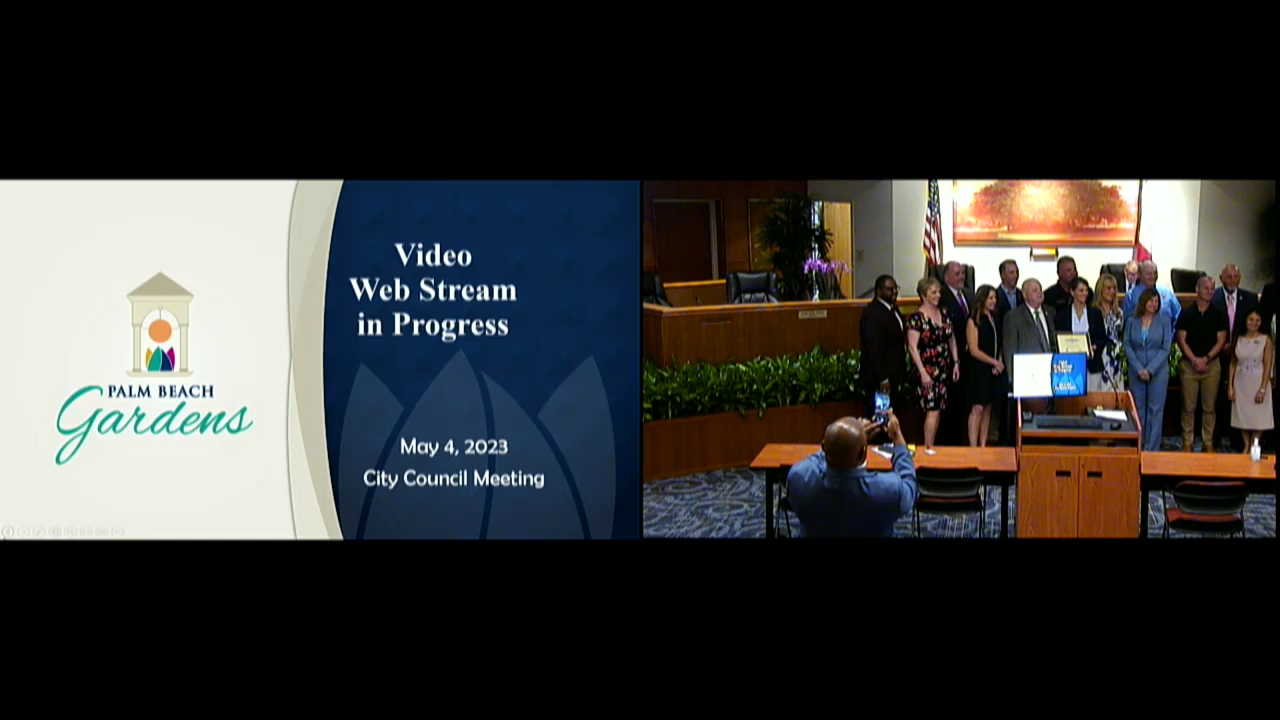 Video
Web Stream
in Progress
PALM BEACH
Gardens
May 4, 2023
City Council Meeting